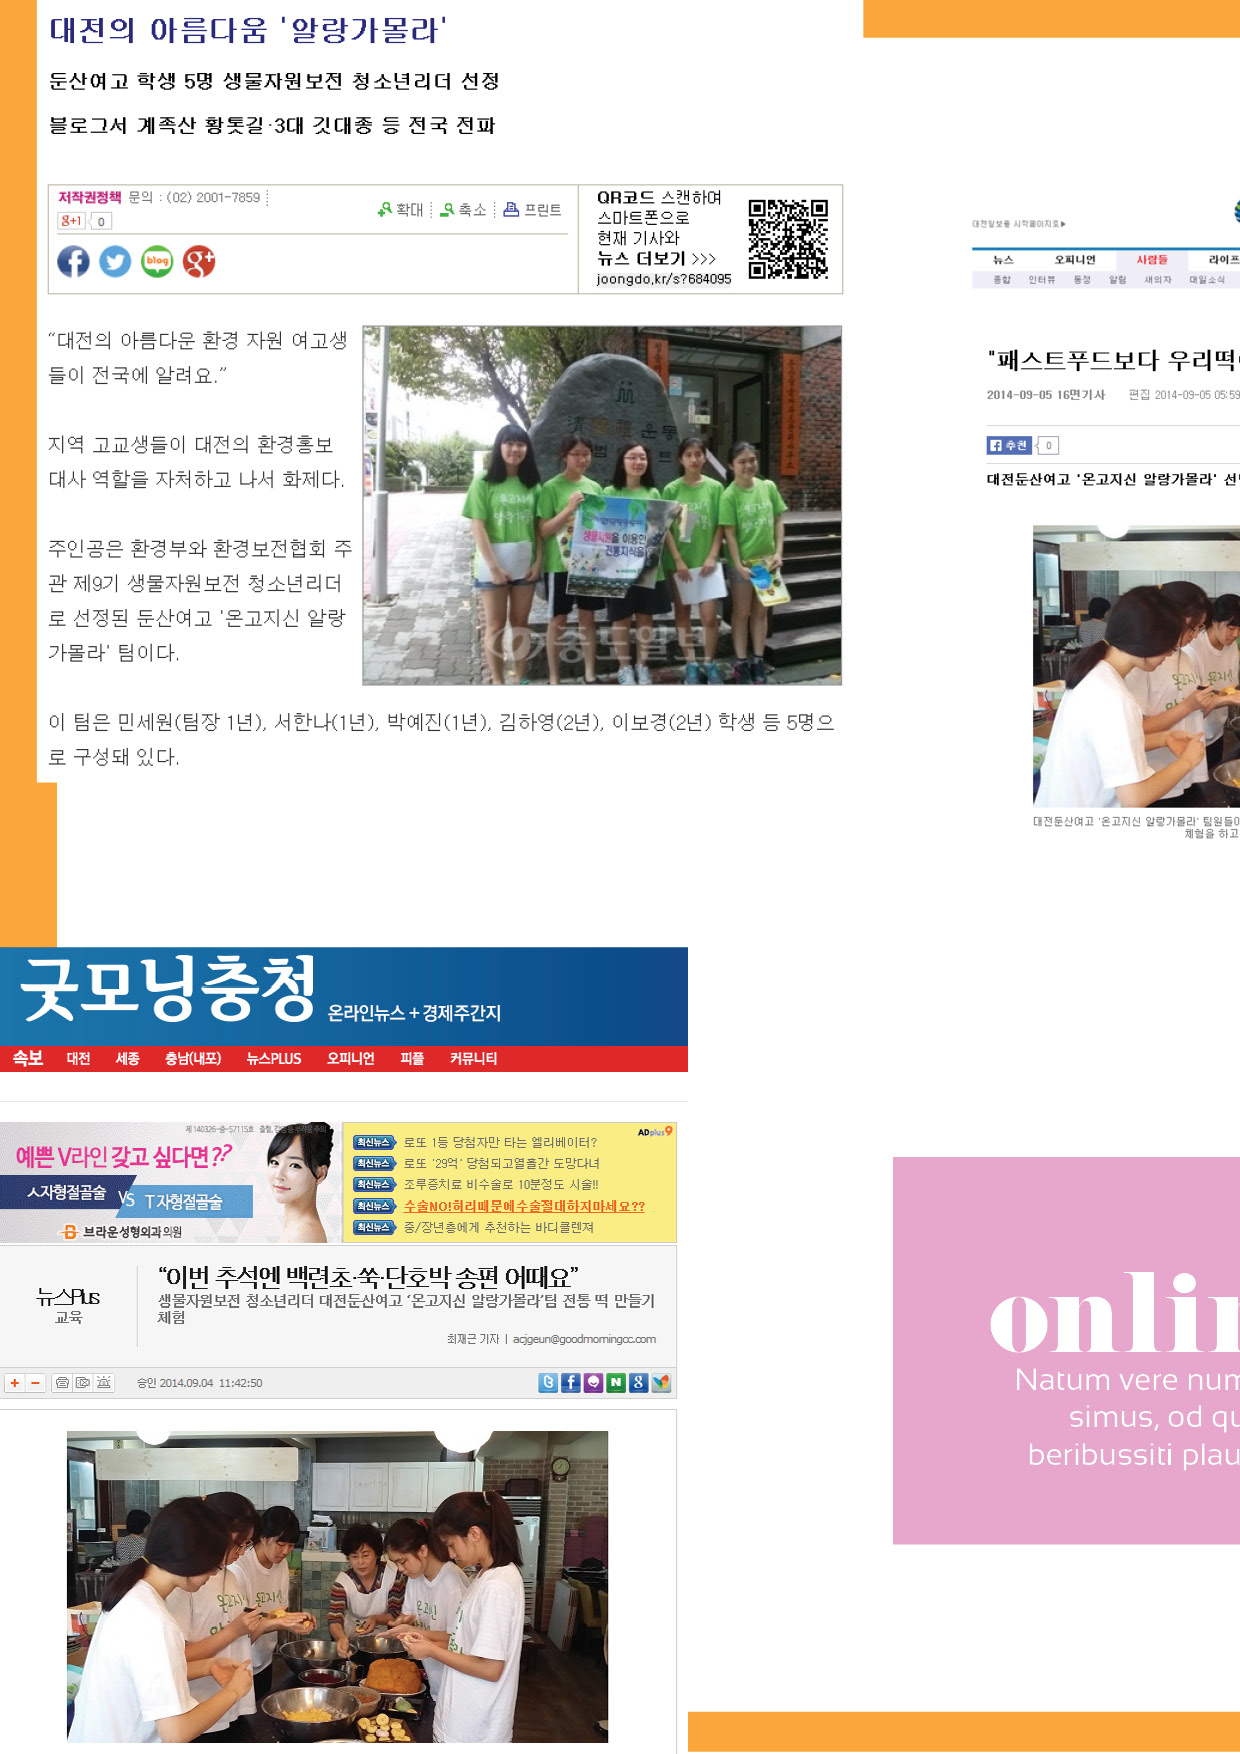 대전의 아름다움 '알랑가몰라'
둔산여고 학생 5명 생물자원보전 청소년리더 선정
블로그서 계족산 황톳길·3대 깃대종 등 전국 전파
저작권정책 문의 : (02) 2001-7859
g+1 0
확대 축소 프린트
blog
QR코드 스캔하여
스마트폰으로
현재 기사와
뉴스 더보기 >>>
joongdo.kr/s?684095
“대전의 아름다운 환경 자원 여고생
들이 전국에 알려요.”
지역 고교생들이 대전의 환경홍보
대사 역할을 자처하고 나서 화제다.
주인공은 환경부와 환경보전협회 주
관 제9기 생물자원보전 청소년리더
로 선정된 둔산여고 '온고지신 알랑
가몰라' 팀이다.
중도일보
이 팀은 민세원(팀장 1년), 서한나(1년), 박예진(1년), 김하영(2년), 이보경(2년) 학생 등 5명으
로 구성돼 있다.
대전일보를 시작페이지로▶
뉴스 오피니언 사람들 라이프
종합 인터뷰 동정 알림 새의자 대일소식
"패스트푸드보다 우리떡
2014-09-05 16면기사 편집 2014-09-05 05:59
추천 0
대전둔산여고 '온고지신 알랑가몰라' 선
대전둔산여고 '온고지신 알랑가몰라' 팀원들이
체험을 하고
굿모닝충청 온라인뉴스 + 경제주간지
속보 대전 세종 충남(내포) 뉴스PLUS 오피니언 피플 커뮤니티
예쁜 V라인 갖고 싶다면??
ㅅ자형절골술 VS T 자형절골술
브라운성형외과의원
ADplus9
최신뉴스 로또 1등 당첨자만 타는 엘리베이터?
최신뉴스 로또 '29억' 당첨되고열흘간 도망다녀
최신뉴스 조루증치료 비수술로 10분정도 시술!!
최신뉴스 수술NO!허리때문에수술절대하지마세요??
최신뉴스 중/장년층에게 추천하는 바디클렌져
뉴스Plus
교육
“이번 추석엔 백련초·쑥·단호박 송편 어때요”
생물자원보전 청소년리더 대전둔산여고 ‘온고지신 알랑가몰라’팀 전통 떡 만들기
체험
최재근 기자 | acjgeun@goodmorningcc.com
승인 2014.09.04 11:42:50
onlin
Natum vere num
simus, od qu
beribussiti plau